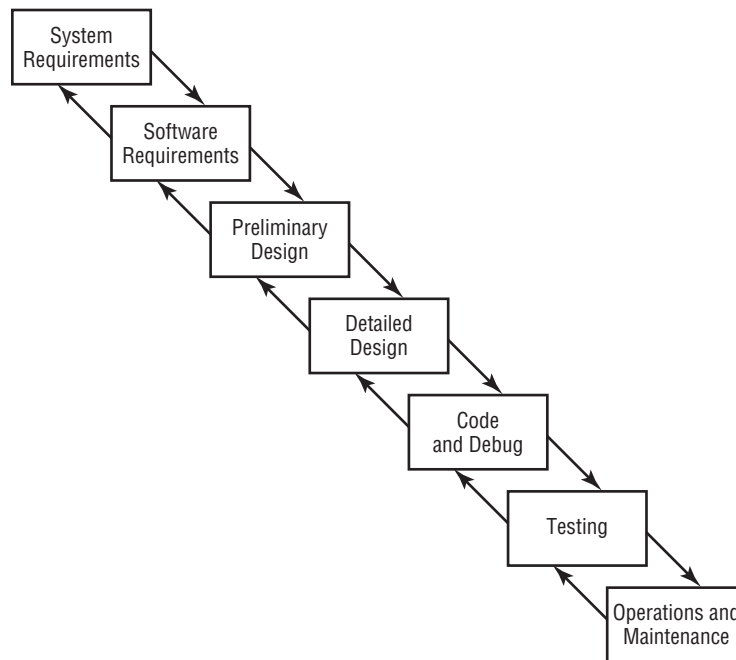 System
Requirements
Software
Requirements
Preliminary
Design
Detailed
Design
Code
and Debug
Testing
Operations and
Maintenance